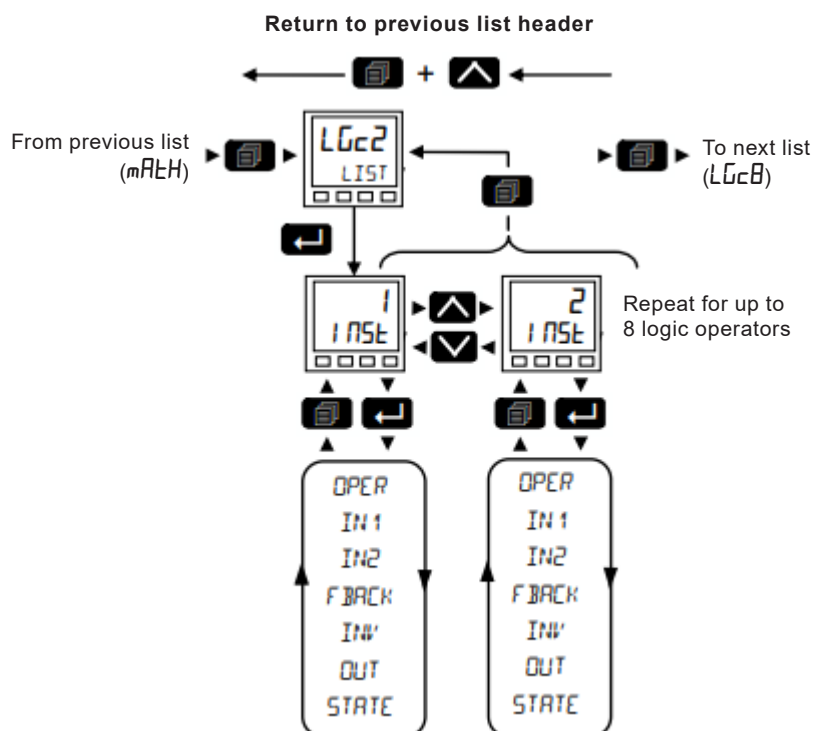 Return to previous list header
+
From previous list
(mAtH)
LGc2
LIST
To next list
(LGc8)
1
INSt
2
INSt
Repeat for up to
8 logic operators
OPER
IN1
IN2
FBACK
INV
OUT
STATE
OPER
IN1
IN2
FBACK
INV
OUT
STATE